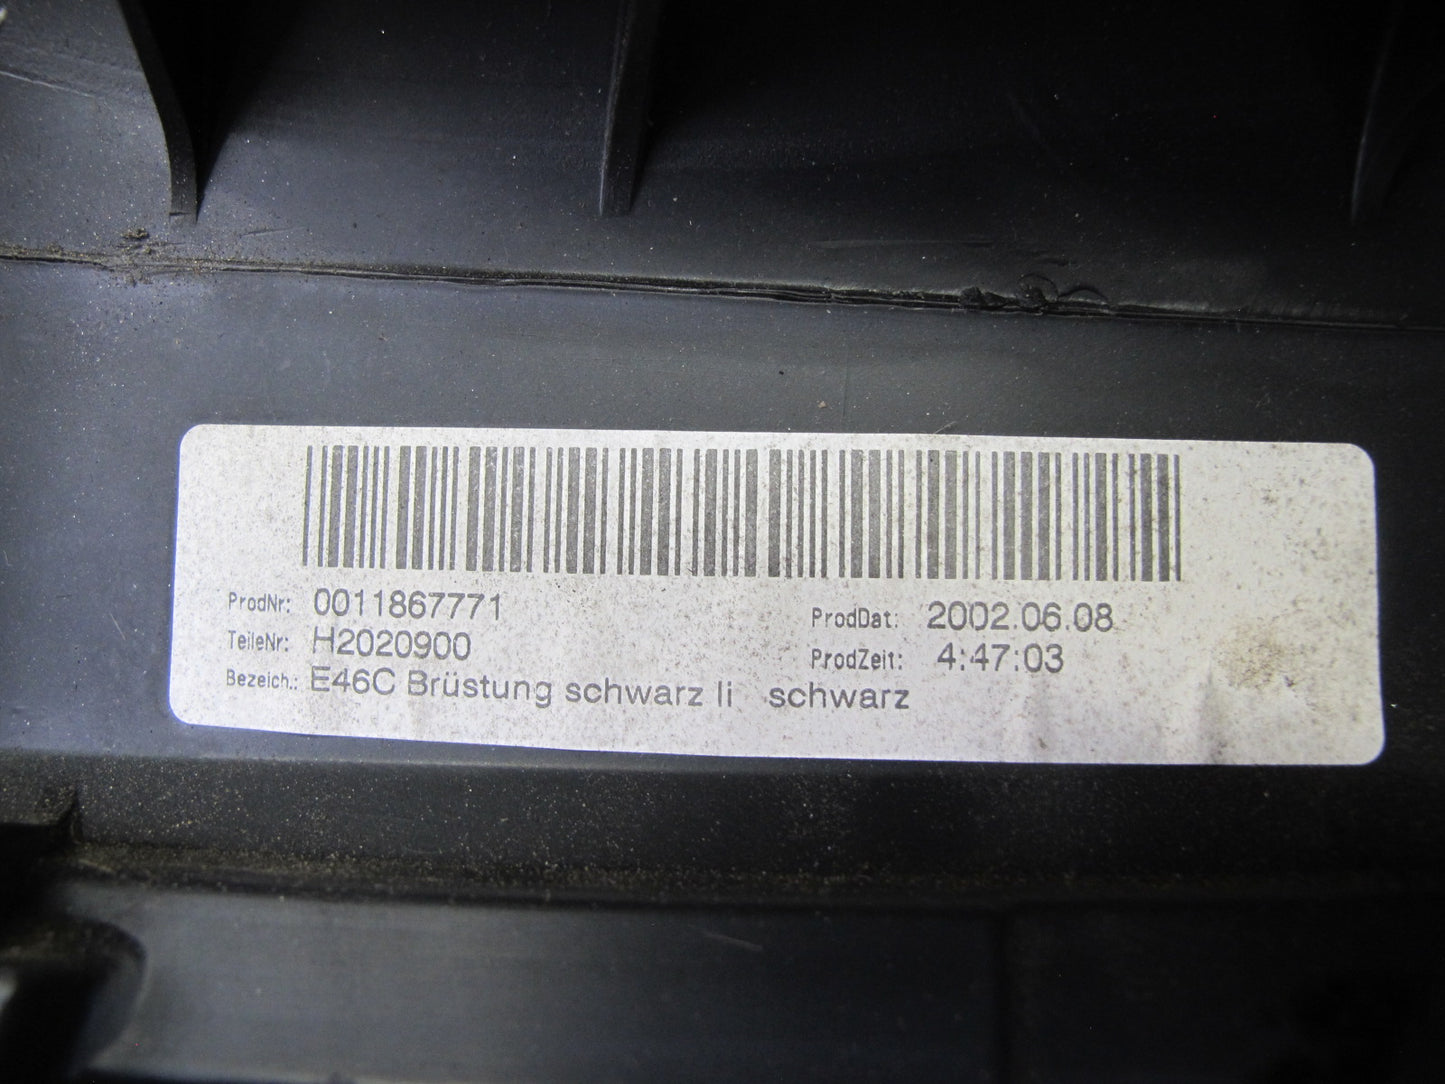 ProdNr: 0011867771 ProdDat: 2002.06.08
TeileNr: H2020900 ProdZeit: 4:47:03
Bezeich.: E46C Brüstung schwarz li schwarz